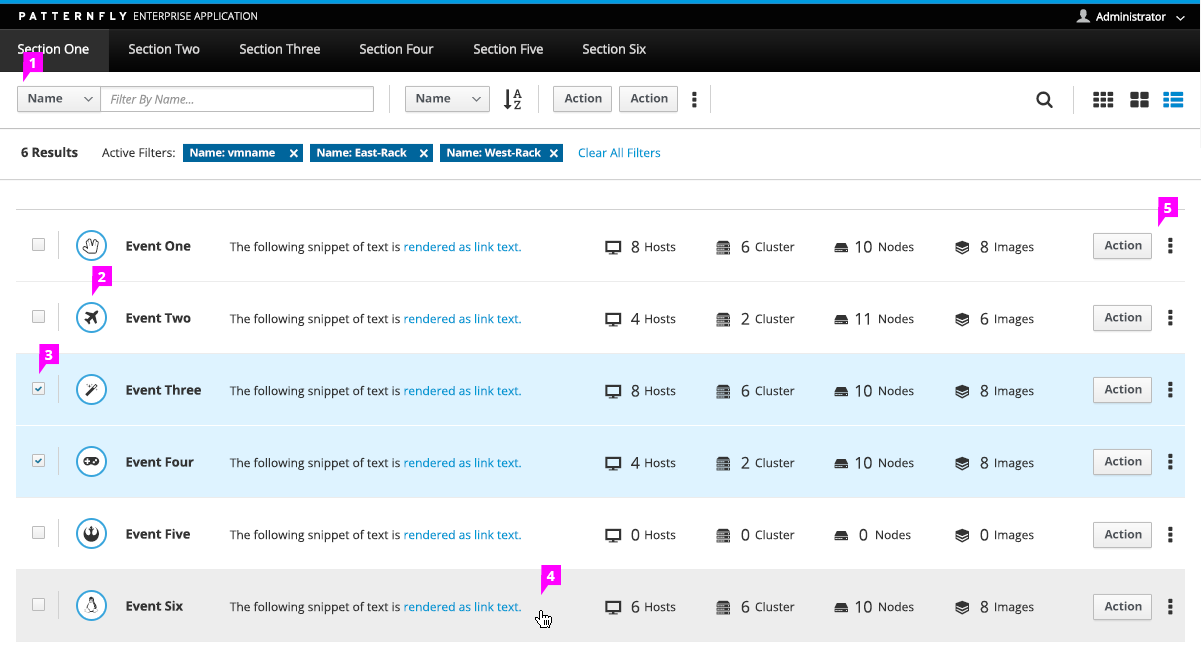 PATTERNFLY ENTERPRISE APPLICATION
Administrator
Section One Section Two Section Three Section Four Section Five Section Six
1
Name Filter By Name... Name A Z Action Action
6 Results Active Filters: Name: vmname × Name: East-Rack × Name: West-Rack × Clear All Filters
5
Event One The following snippet of text is rendered as link text. 8 Hosts 6 Cluster 10 Nodes 8 Images Action
2
Event Two The following snippet of text is rendered as link text. 4 Hosts 2 Cluster 11 Nodes 6 Images Action
3
Event Three The following snippet of text is rendered as link text. 8 Hosts 6 Cluster 10 Nodes 8 Images Action
Event Four The following snippet of text is rendered as link text. 4 Hosts 2 Cluster 10 Nodes 8 Images Action
Event Five The following snippet of text is rendered as link text. 0 Hosts 0 Cluster 0 Nodes 0 Images Action
4
Event Six The following snippet of text is rendered as link text. 6 Hosts 6 Cluster 10 Nodes 8 Images Action